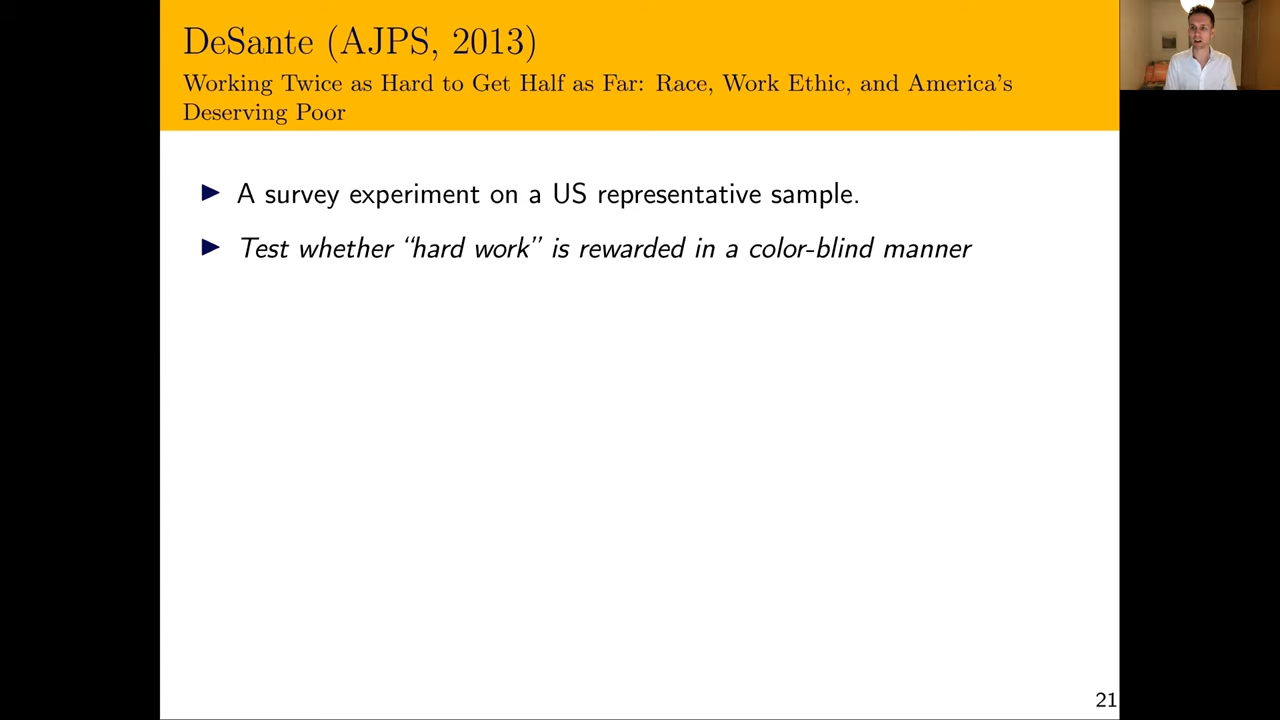 DeSante (AJPS, 2013)
Working Twice as Hard to Get Half as Far: Race, Work Ethic, and America's
Deserving Poor
▶ A survey experiment on a US representative sample.
▶ Test whether “hard work” is rewarded in a color-blind manner
21